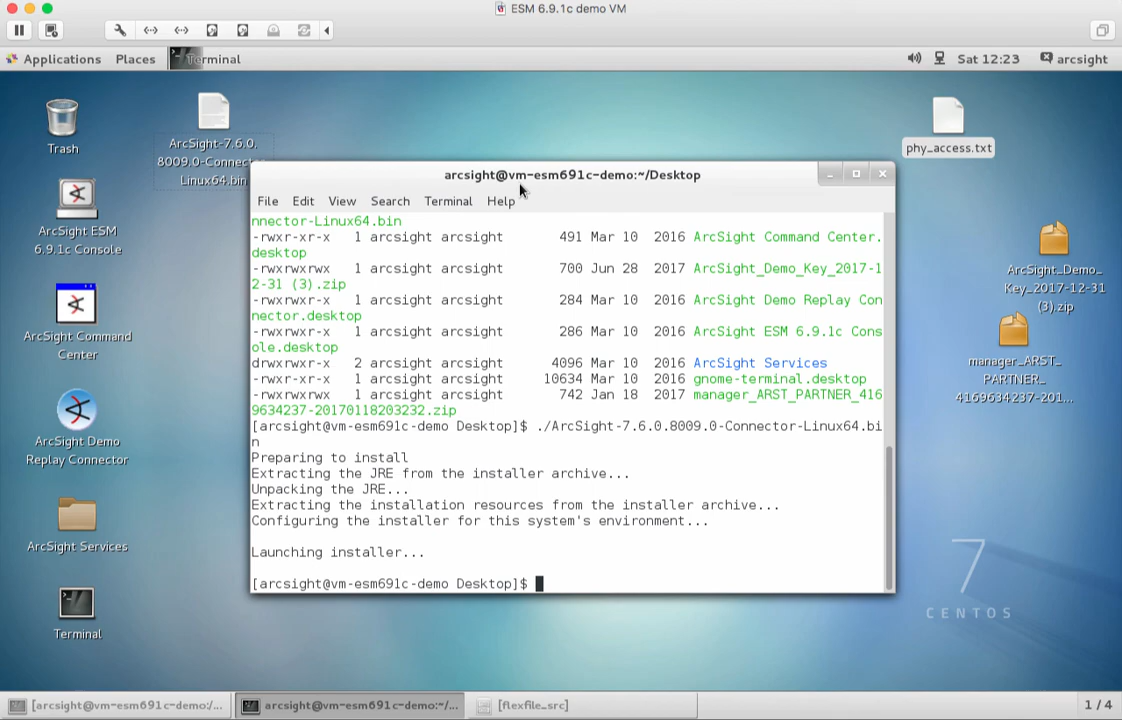 ESM 6.9.1c demo VM
Applications Places Terminal
Sat 12:23 arcsight
Trash
ArcSight-7.6.0.
8009.0-Connec
Linux64.bin
phy_access.txt
ArcSight ESM
6.9.1c Console
ArcSight Command
Center
ArcSight Demo
Replay Connector
ArcSight Services
Terminal
ArcSight_Demo_
Key_2017-12-31
(3).zip
manager_ARST_
PARTNER_
4169634237-201...
arcsight@vm-esm691c-demo:~/Desktop
File Edit View Search Terminal Help
nnector-Linux64.bin
-rwxr-xr-x 1 arcsight arcsight 491 Mar 10 2016 ArcSight Command Center.
desktop
-rwxrwxrwx 1 arcsight arcsight 700 Jun 28 2017 ArcSight_Demo_Key_2017-1
2-31 (3).zip
-rwxrwxr-x 1 arcsight arcsight 284 Mar 10 2016 ArcSight Demo Replay Con
nector.desktop
-rwxrwxr-x 1 arcsight arcsight 286 Mar 10 2016 ArcSight ESM 6.9.1c Cons
ole.desktop
drwxrwxr-x 2 arcsight arcsight 4096 Mar 10 2016 ArcSight Services
-rwxrwxr-x 1 arcsight arcsight 10634 Mar 10 2016 gnome-terminal.desktop
-rwxrwxrwx 1 arcsight arcsight 742 Jan 18 2017 manager_ARST_PARTNER_416
9634237-20170118203232.zip
[arcsight@vm-esm691c-demo Desktop]$ ./ArcSight-7.6.0.8009.0-Connector-Linux64.bi
n
Preparing to install
Extracting the JRE from the installer archive...
Unpacking the JRE...
Extracting the installation resources from the installer archive...
Configuring the installer for this system's environment...
Launching installer...
[arcsight@vm-esm691c-demo Desktop]$
7
CENTOS
[arcsight@vm-esm691c-demo:/... arcsight@vm-esm691c-demo:~/... [flexfile_src] 1 / 4